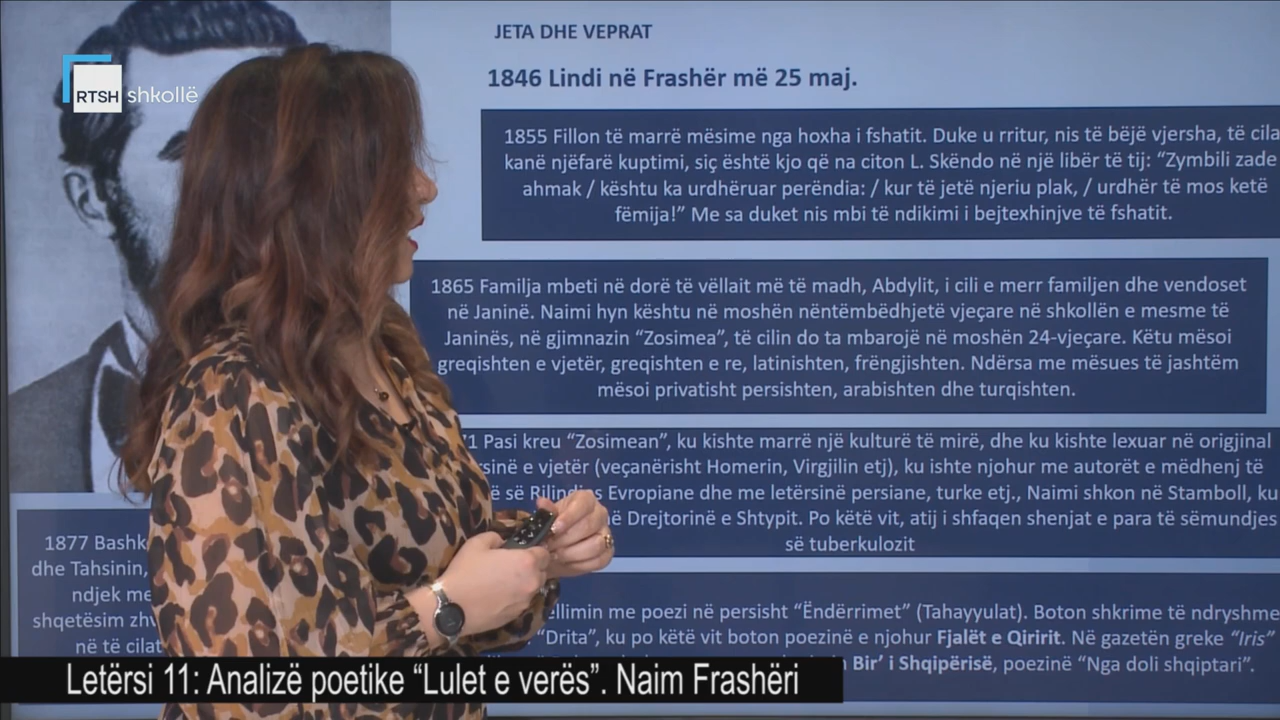 RTSH shkollë
JETA DHE VEPRAT
1846 Lindi në Frashër më 25 maj.
1855 Fillon të marrë mësime nga hoxha i fshatit. Duke u rritur, nis të bëjë vjersha, të cila
kanë njëfarë kuptimi, siç është kjo që na citon L. Skëndo në një libër të tij: “Zymbili zade
ahmak / kështu ka urdhëruar perëndia: / kur të jetë njeriu plak, / urdhër të mos ketë
fëmija!” Me sa duket nis mbi të ndikimi i bejtexhinjve të fshatit.
1865 Familja mbeti në dorë të vëllait më të madh, Abdylit, i cili e merr familjen dhe vendoset
në Janinë. Naimi hyn kështu në moshën nëntëmbëdhjetë vjeçare në shkollën e mesme të
Janinës, në gjimnazin “Zosimea”, të cilin do ta mbarojë në moshën 24-vjeçare. Këtu mësoi
greqishten e vjetër, greqishten e re, latinishten, frëngjishten. Ndërsa me mësues të jashtëm
mësoi privatisht persishten, arabishten dhe turqishten.
71 Pasi kreu “Zosimean”, ku kishte marrë një kulturë të mirë, dhe ku kishte lexuar në origjinal
rsinë e vjetër (veçanërisht Homerin, Virgjilin etj), ku ishte njohur me autorët e mëdhenj të
ë së Rilindjes Evropiane dhe me letërsinë persiane, turke etj., Naimi shkon në Stamboll, ku
në Drejtorinë e Shtypit. Po këtë vit, atij i shfaqen shenjat e para të sëmundjes
së tuberkulozit
1877 Bashk
dhe Tahsinin,
ndjek me
shqetësim zhv
në të cilat
ëllimin me poezi në persisht “Ëndërrimet” (Tahayyulat). Boton shkrime të ndryshme
“Drita”, ku po këtë vit boton poezinë e njohur Fjalët e Qiririt. Në gazetën greke “Iris”
Bir’ i Shqipërisë, poezinë “Nga doli shqiptari”.
Letërsi 11: Analizë poetike “Lulet e verës”. Naim Frashëri